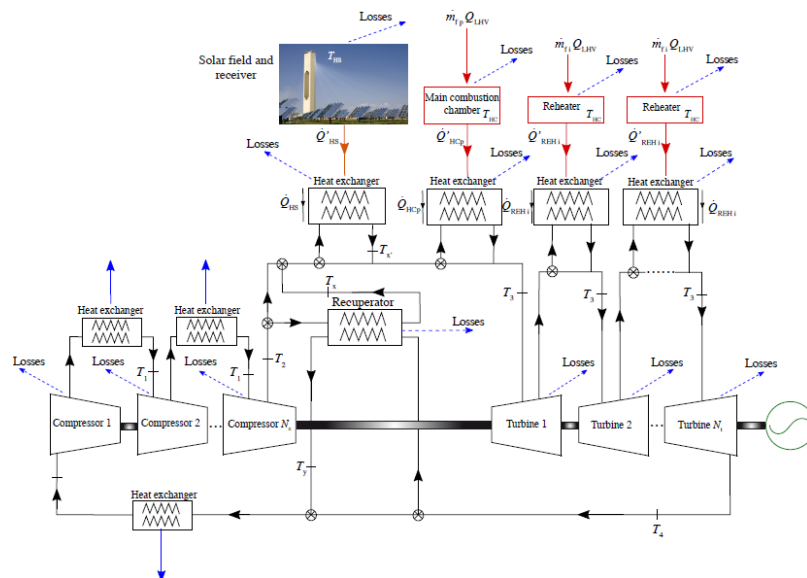 Losses
ṁfp QLHV
ṁfi QLHV
ṁfi QLHV
Solar field and
receiver
THS
Losses
Losses
Losses
Main combustion
chamber THC
Reheater
THC
Reheater
THC
Losses
Q̇'HS
Q̇'HCp
Losses
Q̇'REH i
Losses
Q̇'REH i
Losses
Heat exchanger
Heat exchanger
Heat exchanger
Heat exchanger
Q̇HS
Q̇HCp
Q̇REH i
Q̇REH i
Tx'
Heat exchanger
Heat exchanger
Tx
Recuperator
T3
T3
T3
Losses
Losses
Losses
Losses
T1
T1
T2
Losses
Losses
Losses
Compressor 1
Compressor 2
...
Compressor Nc
Turbine 1
Turbine 2
...
Turbine Nt
Ty
Heat exchanger
T4